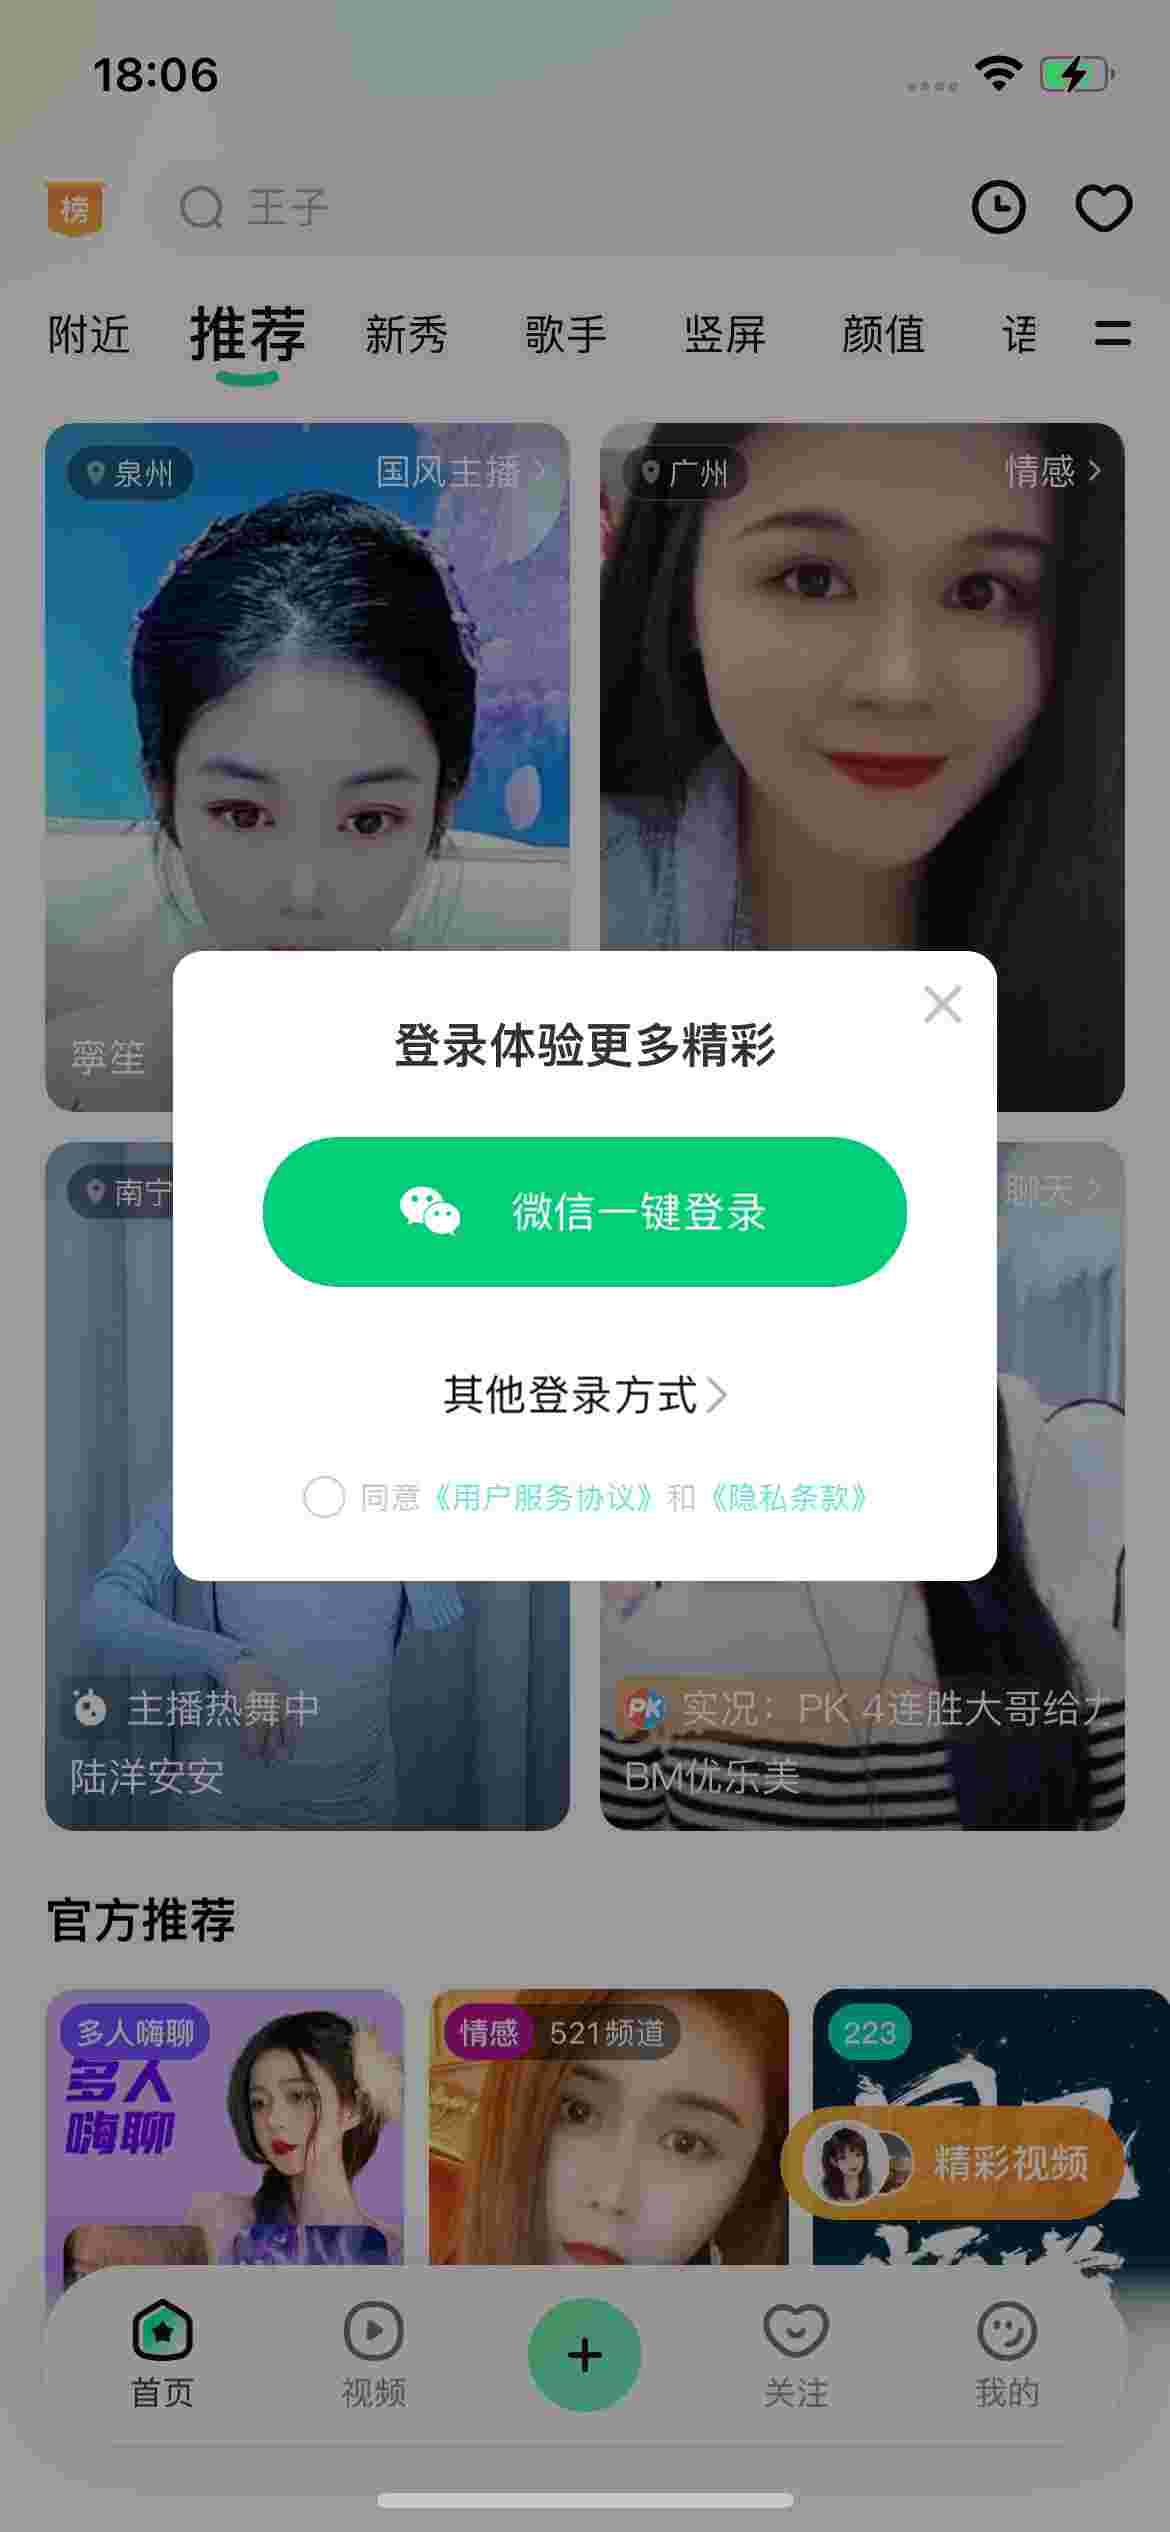 18:06
榜
王子
附近 推荐 新秀 歌手 竖屏 颜值 语
泉州
国风主播
广州
情感
寧笙
登录体验更多精彩
微信一键登录
其他登录方式
同意《用户服务协议》和《隐私条款》
南宁
聊天
主播热舞中
陆洋安安
PK 实况：PK 4连胜大哥给力
BM优乐美
官方推荐
多人嗨聊
多人
嗨聊
情感 521频道
223
精彩视频
首页 视频 关注 我的